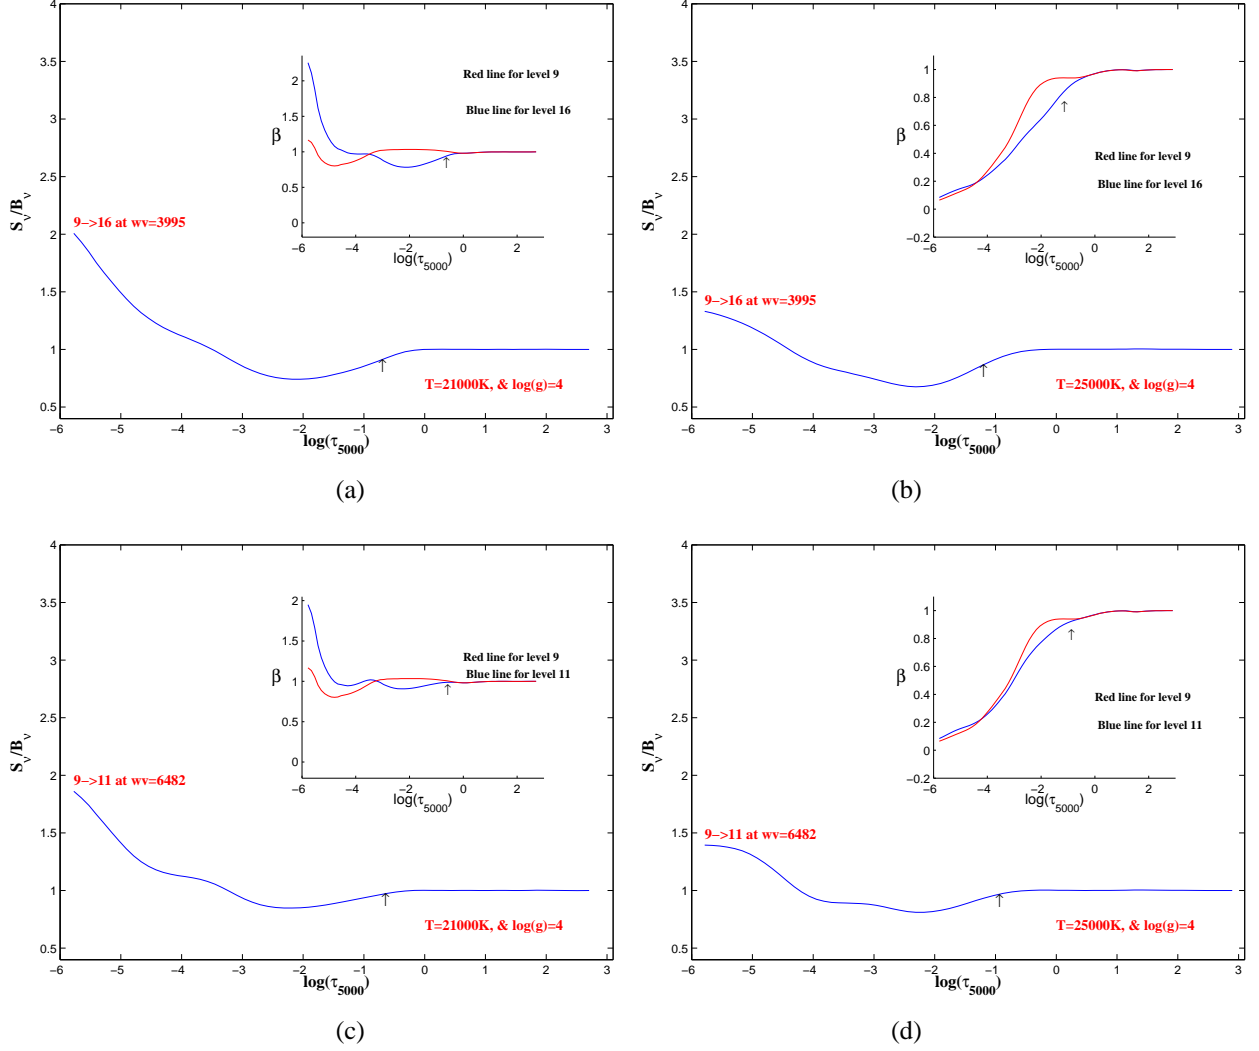 4
3.5
3
2.5
2
1.5
1
0.5
S_ν/B_ν
−6 −5 −4 −3 −2 −1 0 1 2 3
log(τ_5000)
9−>16 at wv=3995
T=21000K, & log(g)=4
2
1.5
1
0.5
0
β
−6 −4 −2 0 2
log(τ_5000)
Red line for level 9
Blue line for level 16
(a)
4
3.5
3
2.5
2
1.5
1
0.5
S_ν/B_ν
−6 −5 −4 −3 −2 −1 0 1 2 3
log(τ_5000)
9−>16 at wv=3995
T=25000K, & log(g)=4
1
0.8
0.6
0.4
0.2
0
−0.2
β
−6 −4 −2 0 2
log(τ_5000)
Red line for level 9
Blue line for level 16
(b)
4
3.5
3
2.5
2
1.5
1
0.5
S_ν/B_ν
−6 −5 −4 −3 −2 −1 0 1 2 3
log(τ_5000)
9−>11 at wv=6482
T=21000K, & log(g)=4
2
1.5
1
0.5
0
β
−6 −4 −2 0 2
log(τ_5000)
Red line for level 9
Blue line for level 11
(c)
4
3.5
3
2.5
2
1.5
1
0.5
S_ν/B_ν
−6 −5 −4 −3 −2 −1 0 1 2 3
log(τ_5000)
9−>11 at wv=6482
T=25000K, & log(g)=4
1
0.8
0.6
0.4
0.2
0
−0.2
β
−6 −4 −2 0 2
log(τ_5000)
Red line for level 9
Blue line for level 11
(d)